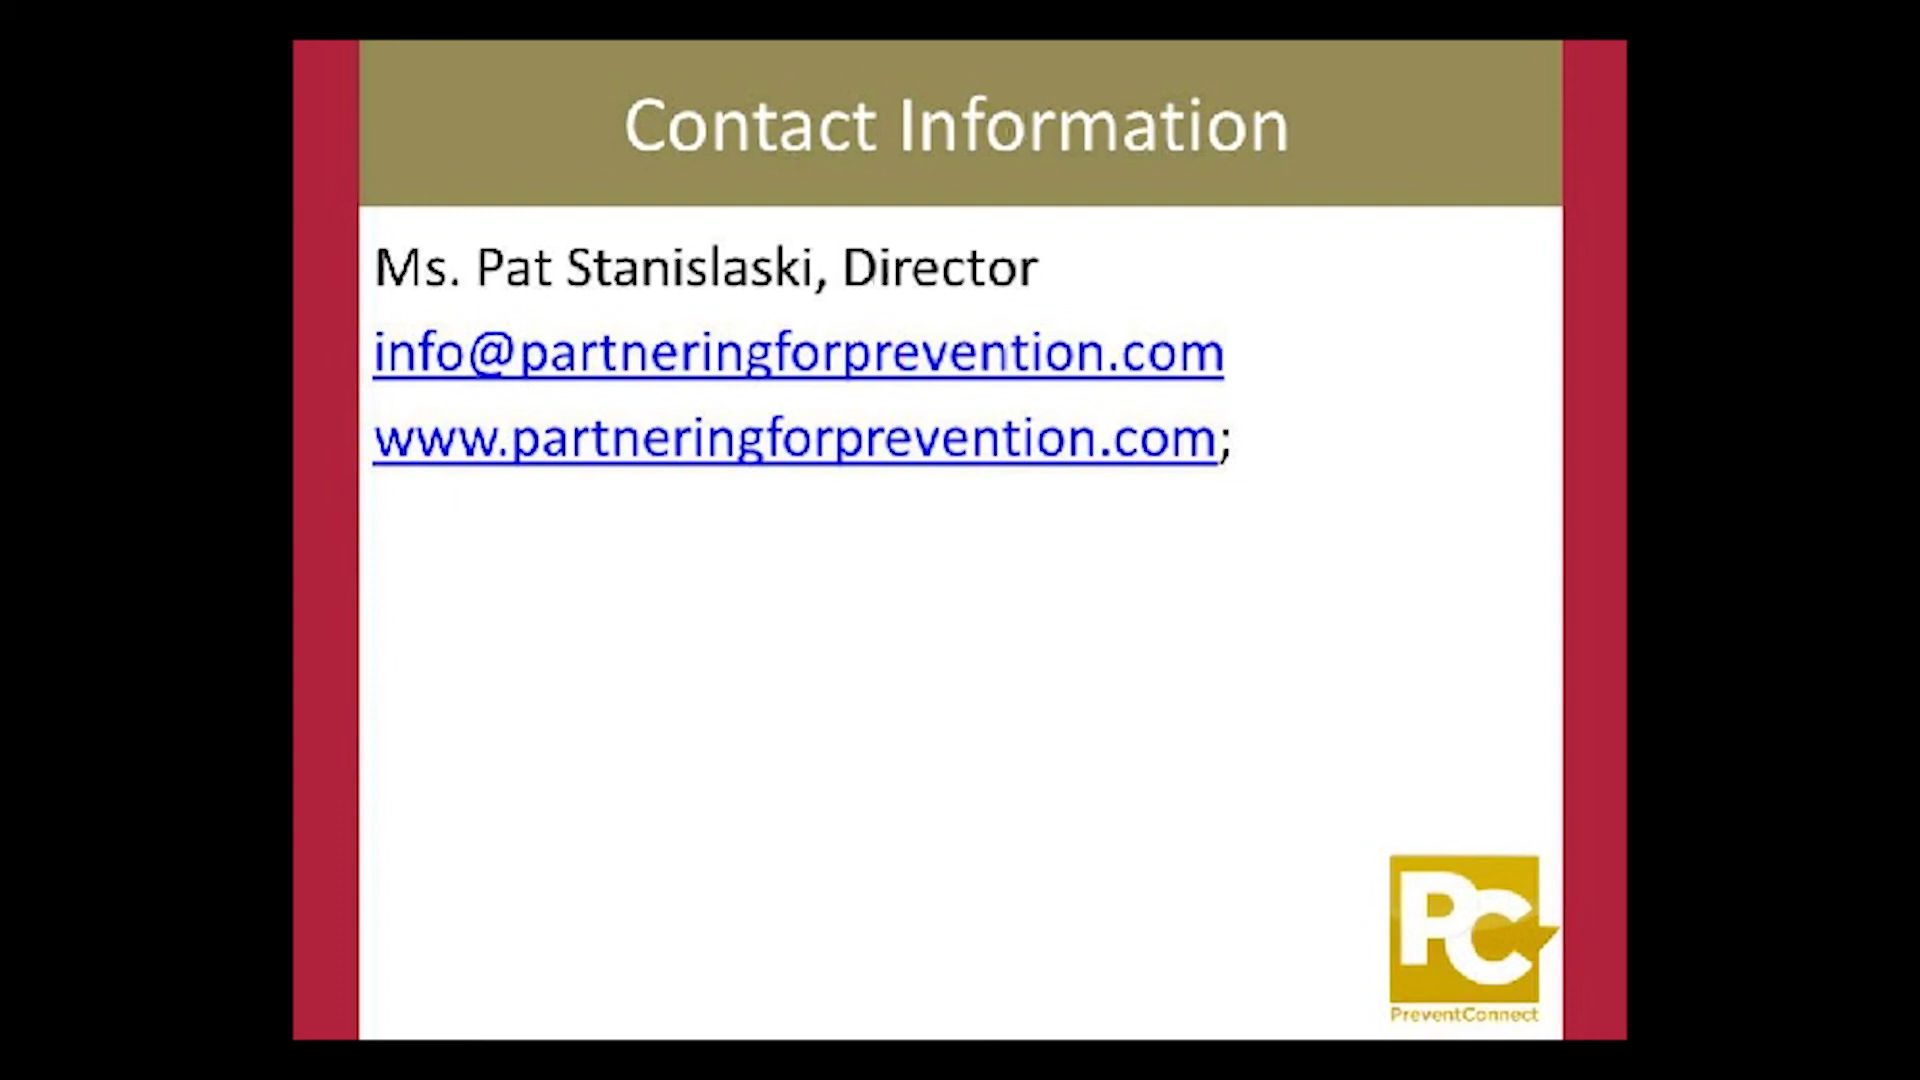 Contact Information
Ms. Pat Stanislaski, Director
info@partneringforprevention.com
www.partneringforprevention.com;
PC
PreventConnect